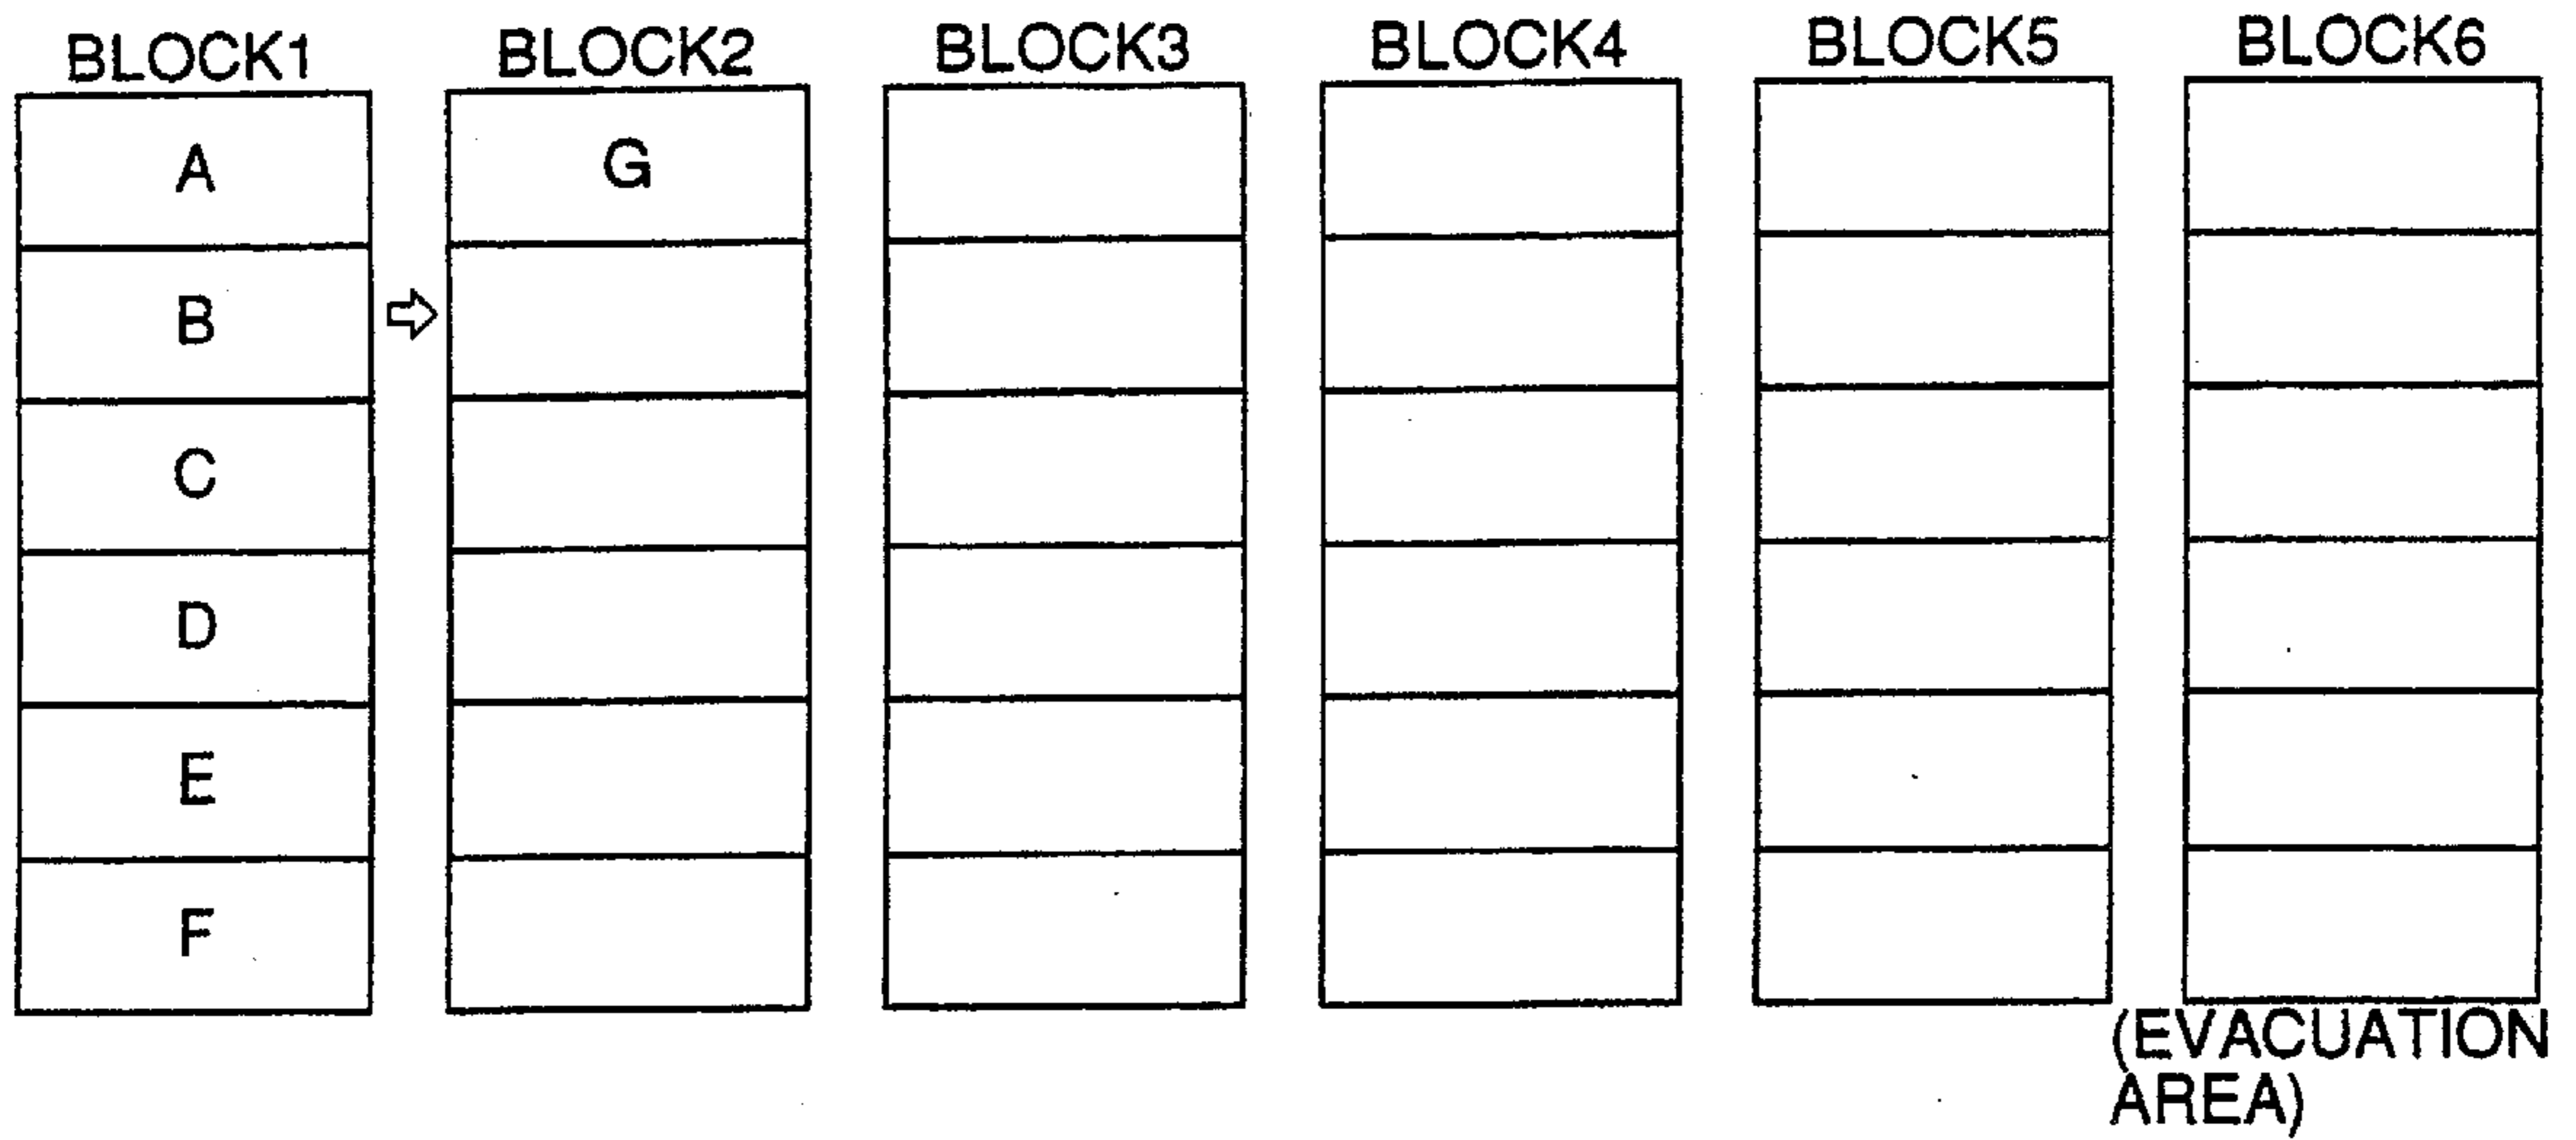 BLOCK1 BLOCK2 BLOCK3 BLOCK4 BLOCK5 BLOCK6
A G
B
C
D
E
F
(EVACUATION
AREA)